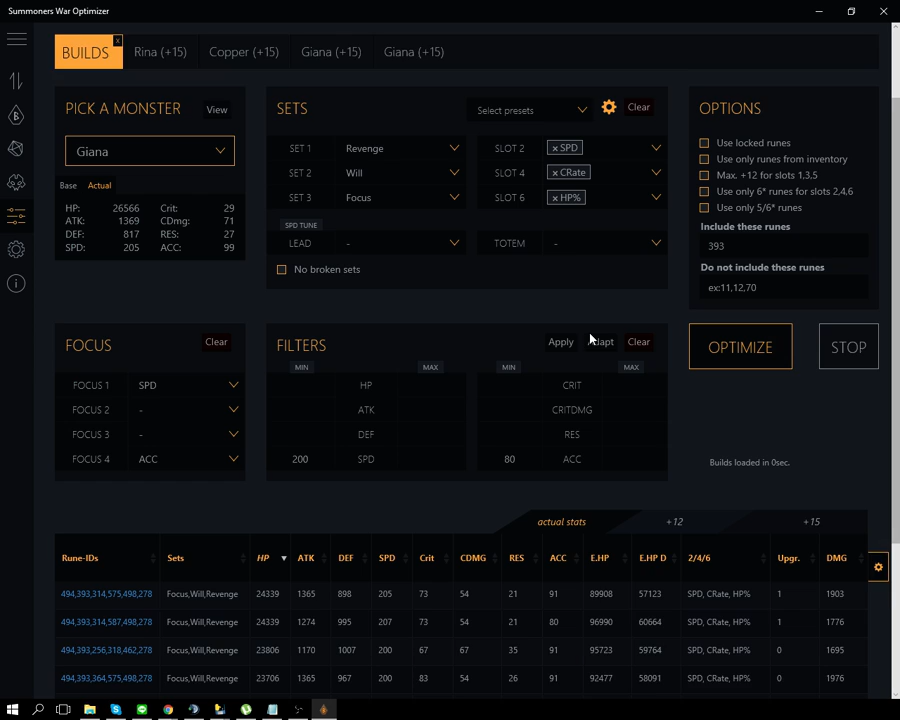 Summoners War Optimizer
BUILDS x Rina (+15) Copper (+15) Giana (+15) Giana (+15)
PICK A MONSTER View
Giana
Base Actual
HP: 26566 Crit: 29
ATK: 1369 CDmg: 71
DEF: 817 RES: 27
SPD: 205 ACC: 99
SETS Select presets Clear
SET 1 Revenge SLOT 2 × SPD
SET 2 Will SLOT 4 × CRate
SET 3 Focus SLOT 6 × HP%
SPD TUNE
LEAD - TOTEM -
No broken sets
OPTIONS
Use locked runes
Use only runes from inventory
Max. +12 for slots 1,3,5
Use only 6* runes for slots 2,4,6
Use only 5/6* runes
Include these runes
393
Do not include these runes
ex:11,12,70
FOCUS Clear
FOCUS 1 SPD
FOCUS 2 -
FOCUS 3 -
FOCUS 4 ACC
FILTERS Apply Clear
MIN MAX MIN MAX
HP CRIT
ATK CRITDMG
DEF RES
200 SPD 80 ACC
OPTIMIZE STOP
Builds loaded in 0sec.
actual stats +12 +15
Rune-IDs Sets HP ATK DEF SPD Crit CDMG RES ACC E.HP E.HP D 2/4/6 Upgr. DMG
494,393,314,575,498,278 Focus,Will,Revenge 24339 1365 898 205 73 54 21 91 89908 57123 SPD, CRate, HP% 1 1903
494,393,314,587,498,278 Focus,Will,Revenge 24339 1274 995 207 73 54 21 80 96990 60664 SPD, CRate, HP% 1 1776
494,393,256,318,462,278 Focus,Will,Revenge 23806 1170 1007 200 67 67 35 91 95723 59764 SPD, CRate, HP% 0 1695
494,393,364,575,498,278 Focus,Will,Revenge 23706 1365 967 200 83 54 26 91 92477 58091 SPD, CRate, HP% 0 1976